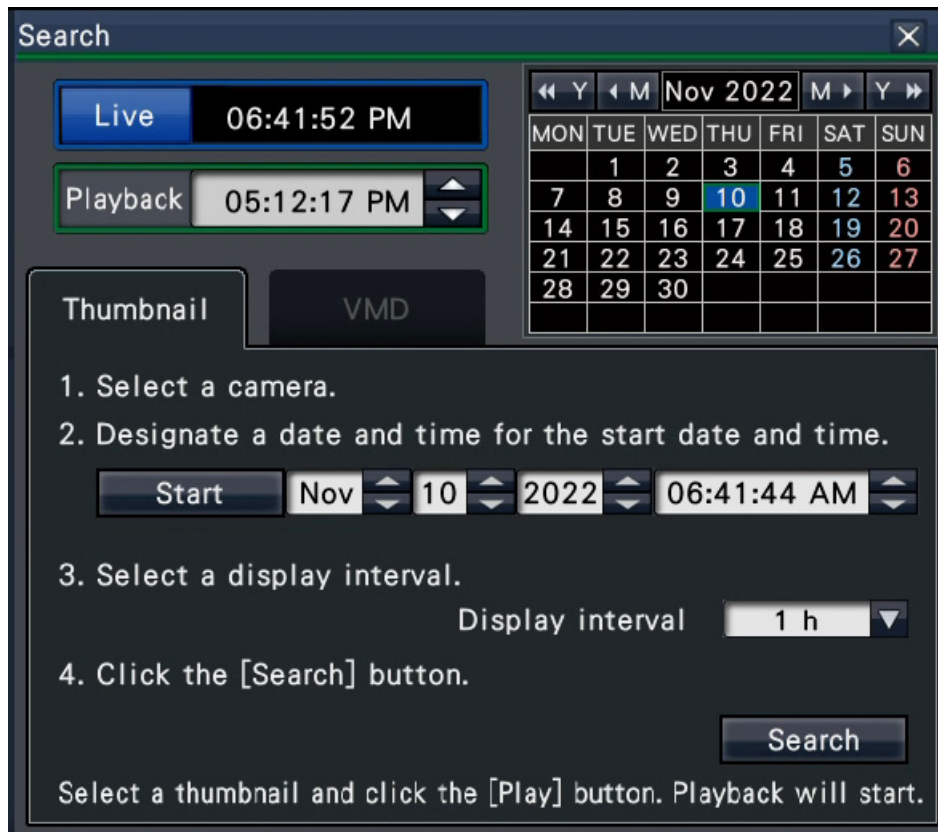 Search
Live 06:41:52 PM
Playback 05:12:17 PM
Y M Nov 2022 M Y
MON TUE WED THU FRI SAT SUN
1 2 3 4 5 6
7 8 9 10 11 12 13
14 15 16 17 18 19 20
21 22 23 24 25 26 27
28 29 30
Thumbnail VMD
1. Select a camera.
2. Designate a date and time for the start date and time.
Start Nov 10 2022 06:41:44 AM
3. Select a display interval.
Display interval 1 h
4. Click the [Search] button.
Search
Select a thumbnail and click the [Play] button. Playback will start.